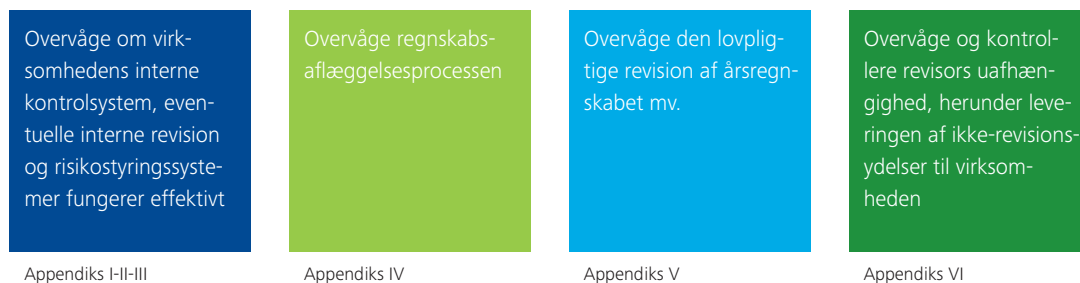 Overvåge om virk-
somhedens interne
kontrolsystem, even-
tuelle interne revision
og risikostyringssyste-
mer fungerer effektivt
Appendiks I-II-III
Overvåge regnskabs-
aflæggelsesprocessen
Appendiks IV
Overvåge den lovplig-
tige revision af årsregn-
skabet mv.
Appendiks V
Overvåge og kontrol-
lere revisors uafhæn-
gighed, herunder leve-
ringen af ikke-revisions-
ydelser til virksom-
heden
Appendiks VI